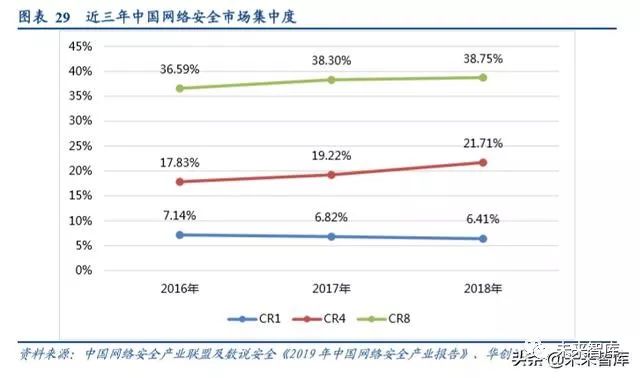 图表 29 近三年中国网络安全市场集中度
45%
40%
35%
30%
25%
20%
15%
10%
5%
0%
36.59%
38.30%
38.75%
17.83%
19.22%
21.71%
7.14%
6.82%
6.41%
2016年
2017年
2018年
CR1
CR4
CR8
资料来源：中国网络安全产业联盟及数说安全《2019年中国网络安全产业报告》、华创
未来智库
头条@未来智库